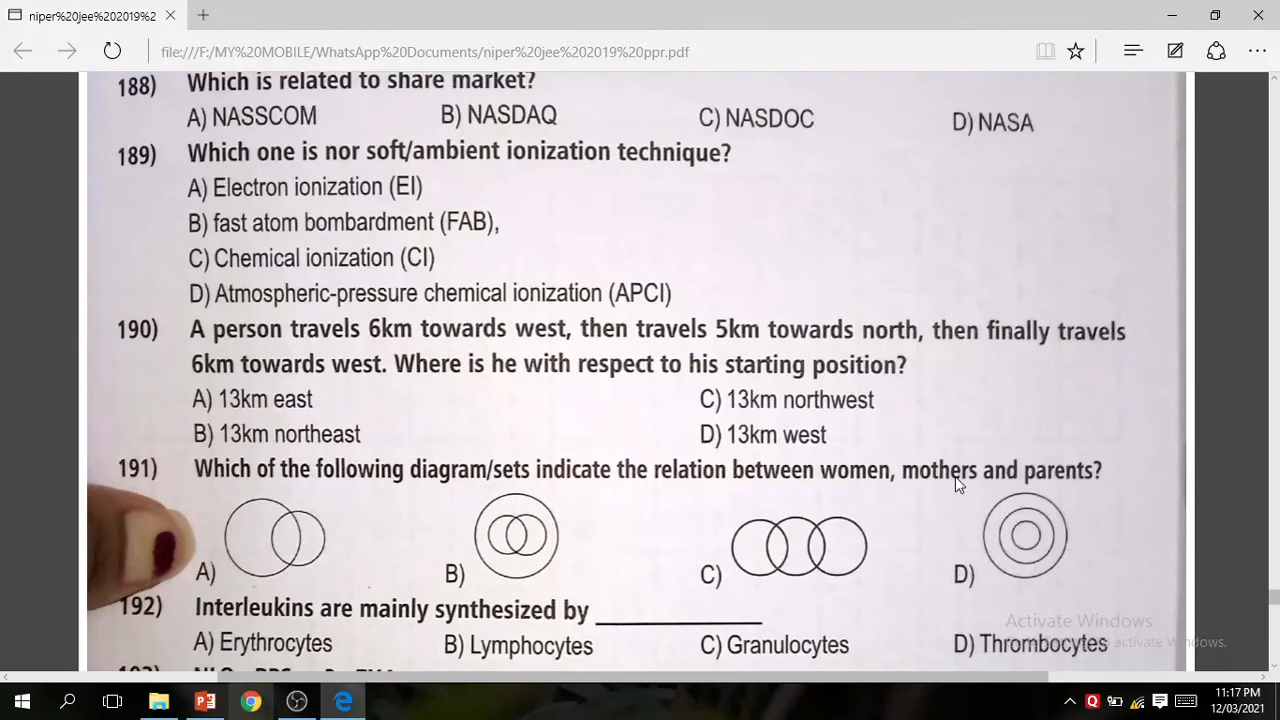 niper%20jee%202019%2
file:///F:/MY%20MOBILE/WhatsApp%20Documents/niper%20jee%202019%20ppr.pdf
188) Which is related to share market?
A) NASSCOM B) NASDAQ C) NASDOC D) NASA
189) Which one is nor soft/ambient ionization technique?
A) Electron ionization (EI)
B) fast atom bombardment (FAB),
C) Chemical ionization (CI)
D) Atmospheric-pressure chemical ionization (APCI)
190) A person travels 6km towards west, then travels 5km towards north, then finally travels
6km towards west. Where is he with respect to his starting position?
A) 13km east C) 13km northwest
B) 13km northeast D) 13km west
191) Which of the following diagram/sets indicate the relation between women, mothers and parents?
A) B) C) D)
192) Interleukins are mainly synthesized by
A) Erythrocytes B) Lymphocytes C) Granulocytes D) Thrombocytes
Activate Windows
activate Windows.
11:17 PM
12/03/2021